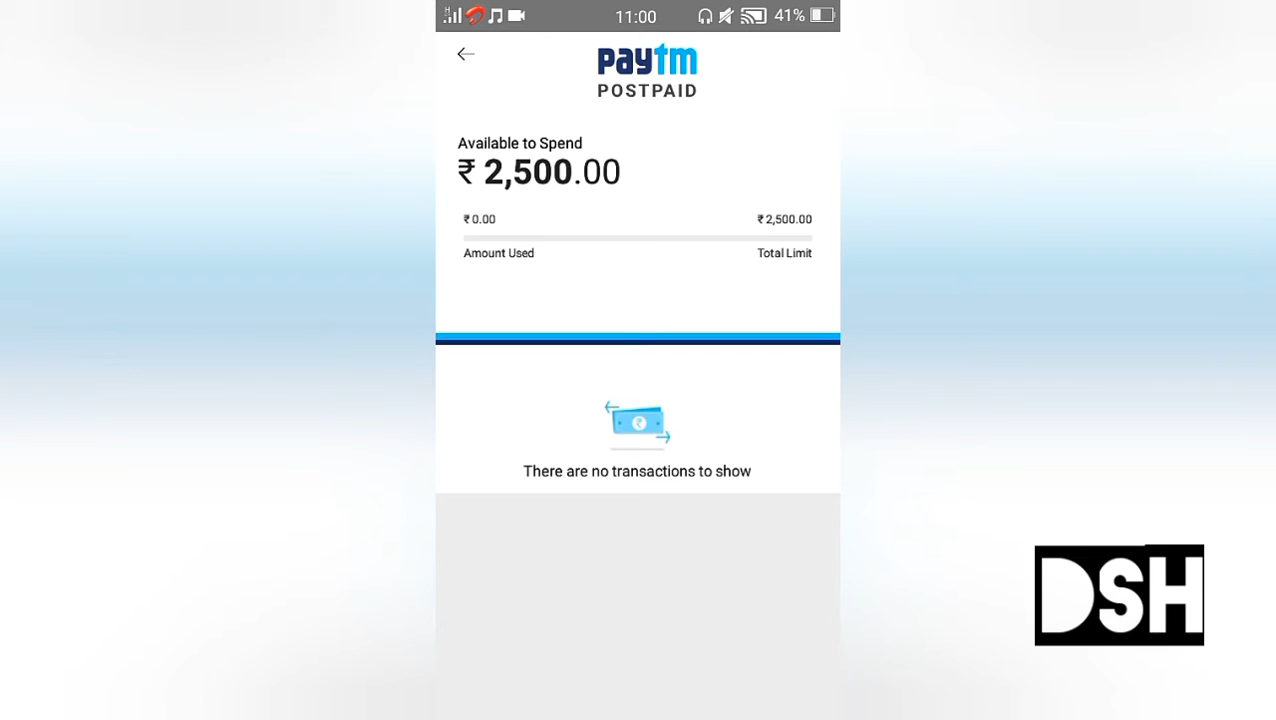 H 11:00 41%
paytm
POSTPAID
Available to Spend
₹ 2,500.00
₹ 0.00 ₹ 2,500.00
Amount Used Total Limit
₹
There are no transactions to show
DSH